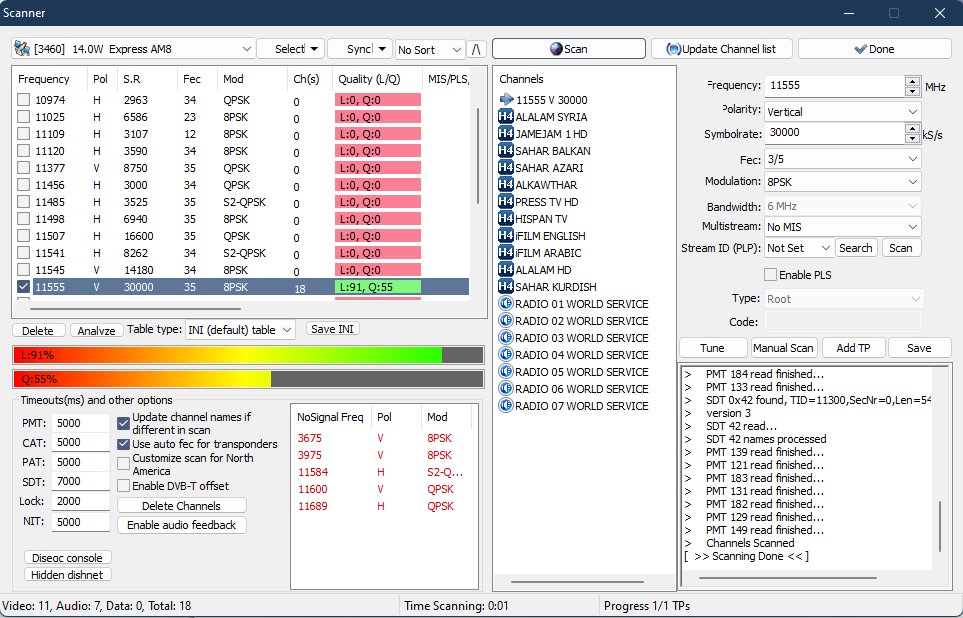 Scanner
[3460] 14.0W Express AM8
Select
Syncl
No Sort
/\
Scan
Update Channel list
Done
Frequency Pol S.R Fec Mod Ch(s) Quality (L/Q) MIS/PLS,
10974 H 2963 34 QPSK 0 L:0, Q:0
11025 H 6586 23 8PSK 0 L:0, Q:0
11109 H 3107 12 8PSK 0 L:0, Q:0
11120 H 3590 34 8PSK 0 L:0, Q:0
11377 V 8750 35 QPSK 0 L:0, Q:0
11456 H 3000 34 QPSK 0 L:0, Q:0
11485 H 3525 35 S2-QPSK 0 L:0, Q:0
11498 H 6940 35 8PSK 0 L:0, Q:0
11507 H 16600 35 QPSK 0 L:0, Q:0
11541 H 8262 34 S2-QPSK 0 L:0, Q:0
11545 V 14180 34 8PSK 0 L:0, Q:0
11555 V 30000 35 8PSK 18 L:91, Q:55
Delete
Analyze
Table type:
INI (default) table
Save INI
L:91%
Q:55%
Timeouts(ms) and other options
PMT: 5000
CAT: 5000
PAT: 5000
SDT: 7000
Lock: 2000
NIT: 5000
Update channel names if
different in scan
Use auto fec for transponders
Customize scan for North
America
Enable DVB-T offset
Delete Channels
Enable audio feedback
Diseqc console
Hidden dishnet
NoSignal Freq Pol Mod
3675 V 8PSK
3975 V 8PSK
11584 H S2-Q...
11600 V QPSK
11689 H QPSK
Channels
11555 V 30000
H4 ALALAM SYRIA
H4 JAMEJAM 1 HD
H4 SAHAR BALKAN
H4 SAHAR AZARI
H4 ALKAWTHAR
H4 PRESS TV HD
H4 HISPAN TV
H4 iFILM ENGLISH
H4 iFILM ARABIC
H4 ALALAM HD
H4 SAHAR KURDISH
RADIO 01 WORLD SERVICE
RADIO 02 WORLD SERVICE
RADIO 03 WORLD SERVICE
RADIO 04 WORLD SERVICE
RADIO 05 WORLD SERVICE
RADIO 06 WORLD SERVICE
RADIO 07 WORLD SERVICE
Frequency: 11555 MHz
Polarity: Vertical
Symbolrate: 30000 kS/s
Fec: 3/5
Modulation: 8PSK
Bandwidth: 6 MHz
Multistream: No MIS
Stream ID (PLP): Not Set Search Scan
Enable PLS
Type: Root
Code:
Tune
Manual Scan
Add TP
Save
> PMT 184 read finished...
> PMT 133 read finished...
> SDT 0x42 found, TID=11300,SecNr=0,Len=54
> version 3
> SDT 42 read...
> SDT 42 names processed
> PMT 139 read finished...
> PMT 121 read finished...
> PMT 183 read finished...
> PMT 131 read finished...
> PMT 182 read finished...
> PMT 129 read finished...
> PMT 149 read finished...
> Channels Scanned
[ >> Scanning Done << ]
Video: 11, Audio: 7, Data: 0, Total: 18
Time Scanning: 0:01
Progress 1/1 TPs